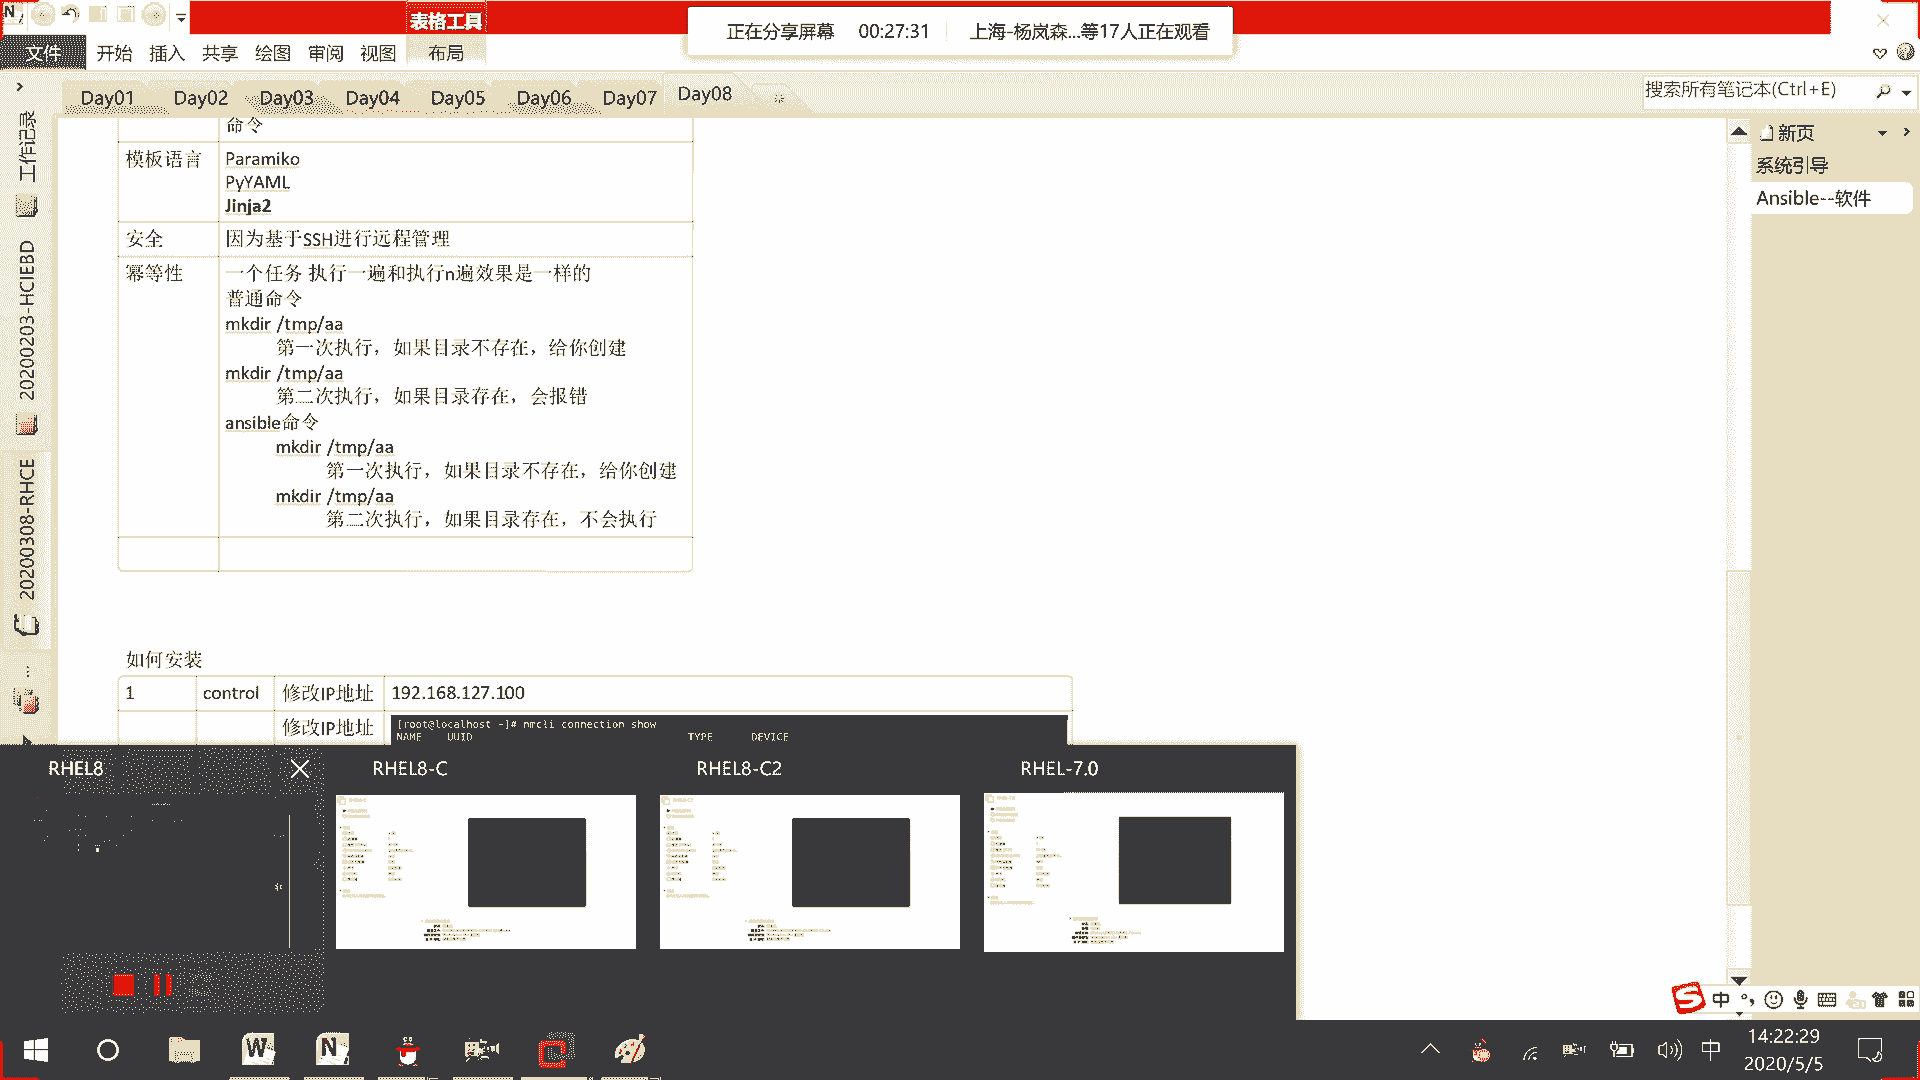 表格工具
正在分享屏幕 00:27:31 上海-杨岚森...等17人正在观看
文件 开始 插入 共享 绘图 审阅 视图 布局
Day01 Day02 Day03 Day04 Day05 Day06 Day07 Day08
搜索所有笔记本(Ctrl+E)
工作记录
20200203-HCIEBD
20200308-RHCE
新页
系统引导
Ansible--软件
命令
模板语言 Paramiko
PyYAML
Jinja2
安全 因为基于SSH进行远程管理
幂等性 一个任务 执行一遍和执行n遍效果是一样的
普通命令
mkdir /tmp/aa
第一次执行，如果目录不存在，给你创建
mkdir /tmp/aa
第二次执行，如果目录存在，会报错
ansible命令
mkdir /tmp/aa
第一次执行，如果目录不存在，给你创建
mkdir /tmp/aa
第二次执行，如果目录存在，不会执行
如何安装
1 control 修改IP地址 192.168.127.100
修改IP地址 [root@localhost ~]# nmcli connection show
NAME UUID TYPE DEVICE
RHEL8 RHEL8-C RHEL8-C2 RHEL-7.0
中
中 14:22:29
2020/5/5